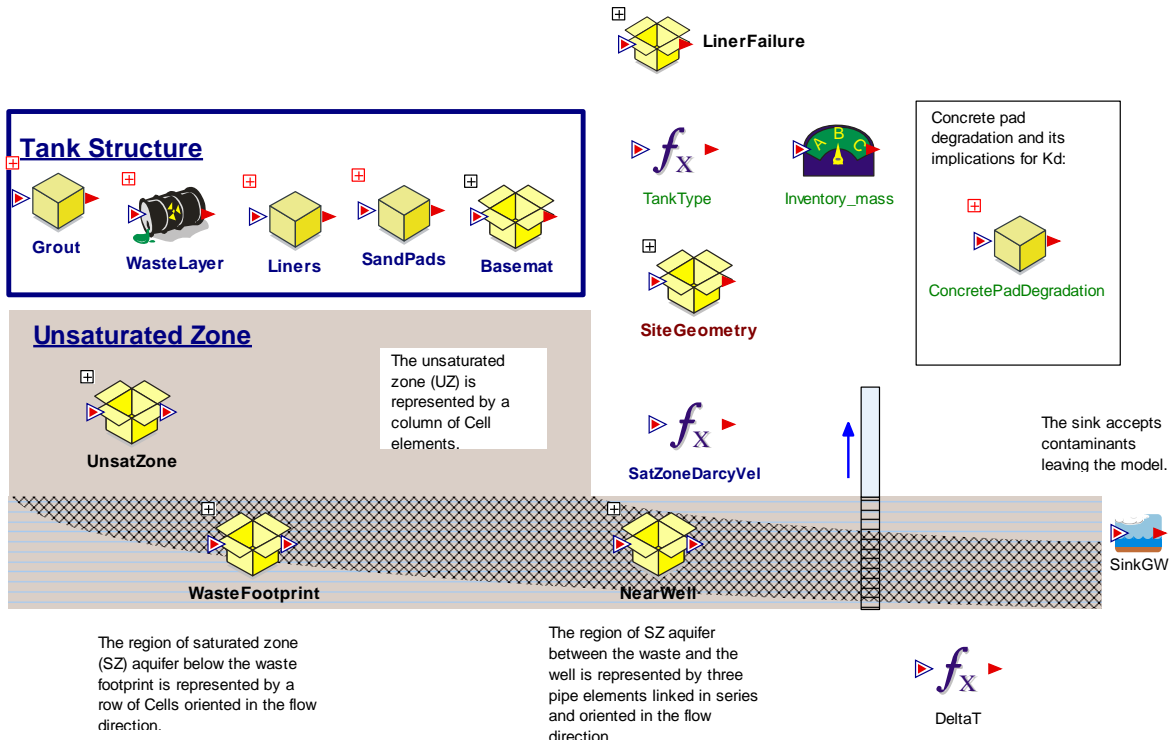 LinerFailure
Tank Structure
Grout
WasteLayer
Liners
SandPads
Basemat
fx
TankType
A B C
Inventory_mass
Concrete pad
degradation and its
implications for Kd:
ConcretePadDegradation
SiteGeometry
Unsaturated Zone
The unsaturated
zone (UZ) is
represented by a
column of Cell
elements.
UnsatZone
fx
SatZoneDarcyVel
The sink accepts
contaminants
leaving the model.
WasteFootprint
NearWell
SinkGW
The region of saturated zone
(SZ) aquifer below the waste
footprint is represented by a
row of Cells oriented in the flow
direction.
The region of SZ aquifer
between the waste and the
well is represented by three
pipe elements linked in series
and oriented in the flow
direction
fx
DeltaT